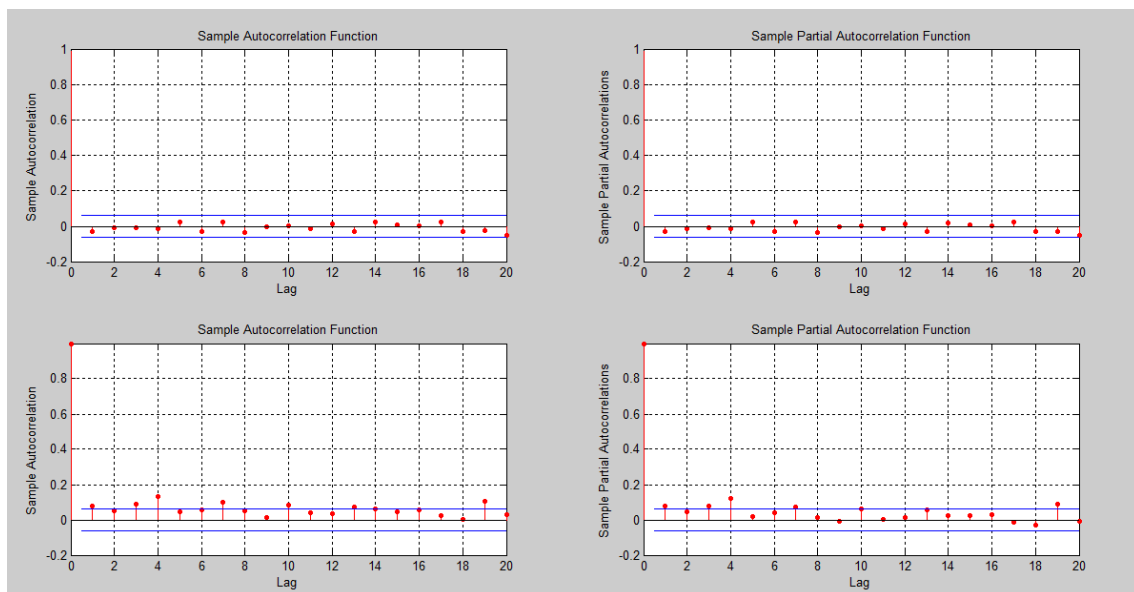 Sample Autocorrelation Function
Sample Autocorrelation
1
0.8
0.6
0.4
0.2
0
-0.2
0 2 4 6 8 10 12 14 16 18 20
Lag
Sample Partial Autocorrelation Function
Sample Partial Autocorrelations
1
0.8
0.6
0.4
0.2
0
-0.2
0 2 4 6 8 10 12 14 16 18 20
Lag
Sample Autocorrelation Function
Sample Autocorrelation
0.8
0.6
0.4
0.2
0
-0.2
0 2 4 6 8 10 12 14 16 18 20
Lag
Sample Partial Autocorrelation Function
Sample Partial Autocorrelations
0.8
0.6
0.4
0.2
0
-0.2
0 2 4 6 8 10 12 14 16 18 20
Lag